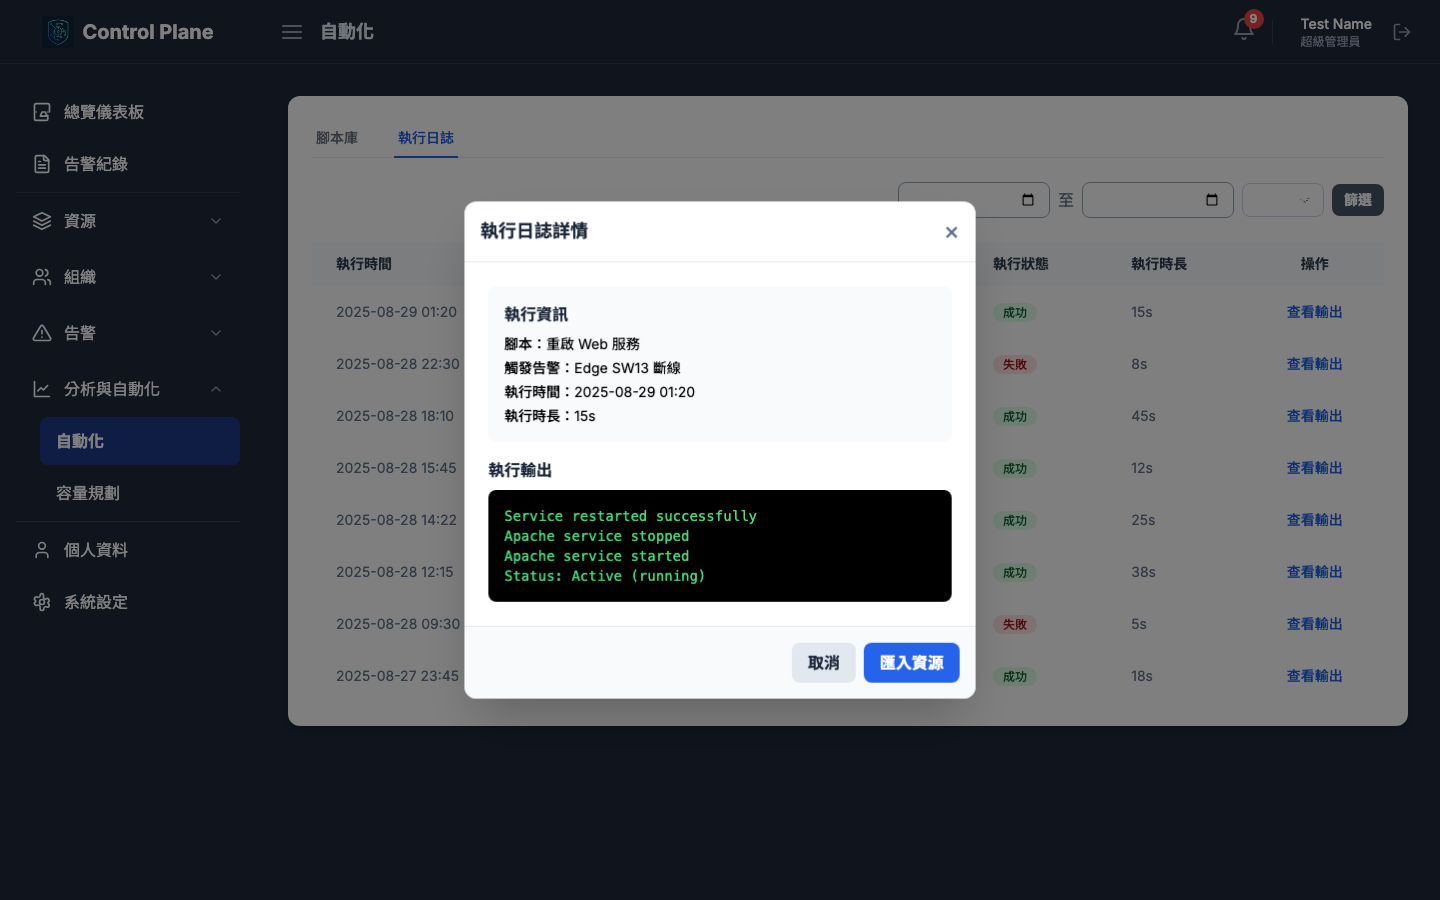 Control Plane
自動化
9
Test Name
超級管理員
總覽儀表板
告警紀錄
資源
組織
告警
分析與自動化
自動化
容量規劃
個人資料
系統設定
腳本庫
執行日誌
至
篩選
執行時間
執行狀態
執行時長
操作
2025-08-29 01:20
成功
15s
查看輸出
2025-08-28 22:30
失敗
8s
查看輸出
2025-08-28 18:10
成功
45s
查看輸出
2025-08-28 15:45
成功
12s
查看輸出
2025-08-28 14:22
成功
25s
查看輸出
2025-08-28 12:15
成功
38s
查看輸出
2025-08-28 09:30
失敗
5s
查看輸出
2025-08-27 23:45
成功
18s
查看輸出
執行日誌詳情
執行資訊
腳本：重啟 Web 服務
觸發告警：Edge SW13 斷線
執行時間：2025-08-29 01:20
執行時長：15s
執行輸出
Service restarted successfully
Apache service stopped
Apache service started
Status: Active (running)
取消
匯入資源